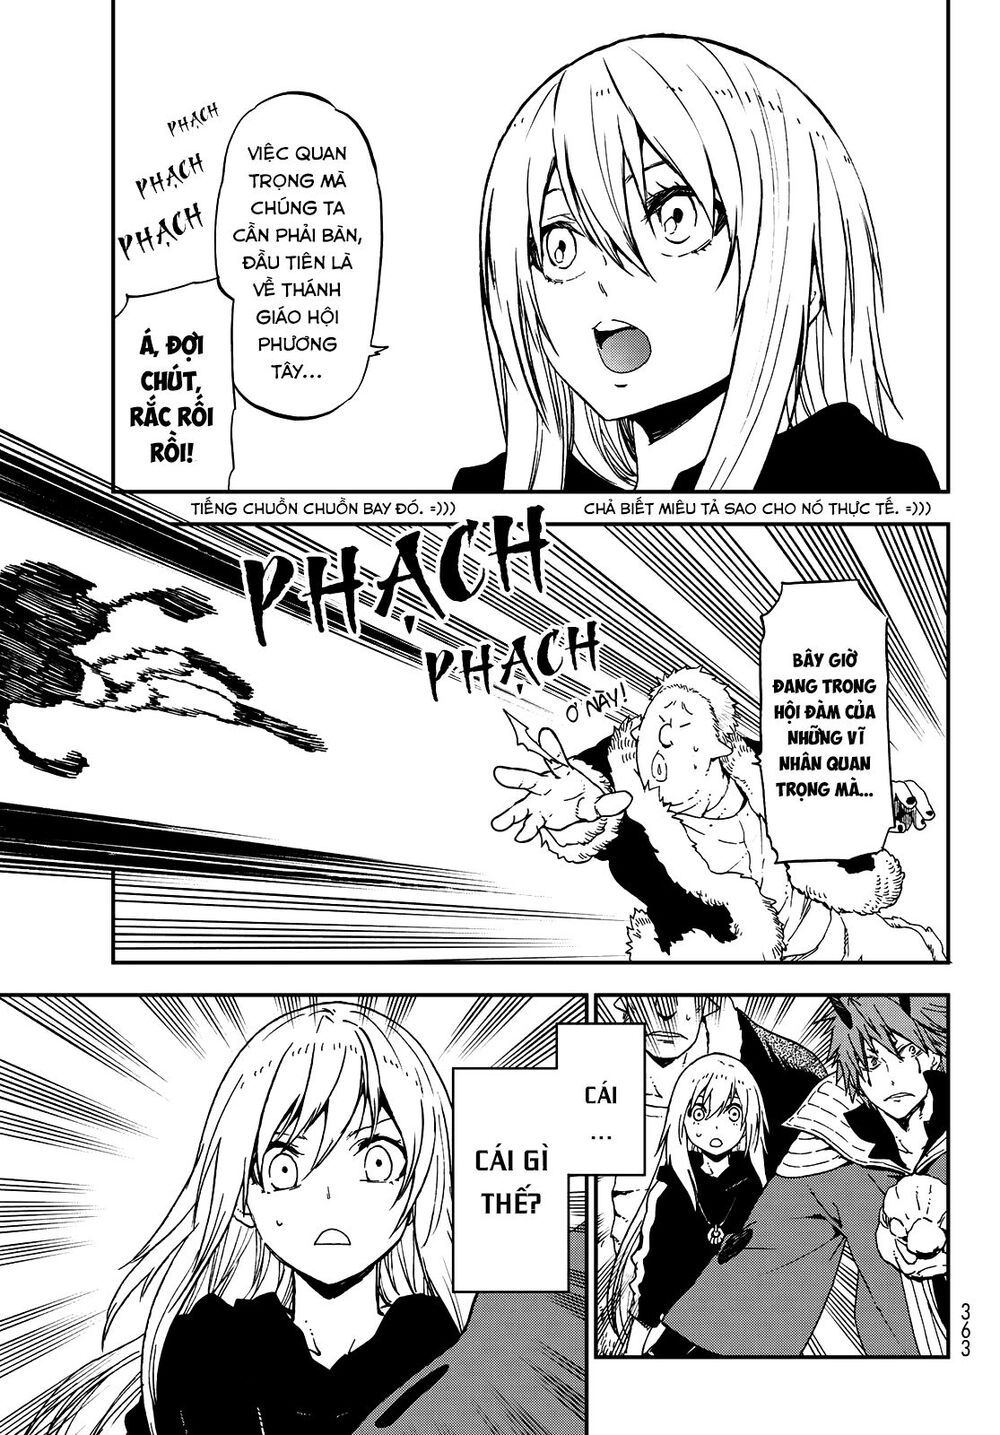 VIỆC QUAN
TRỌNG MÀ
CHÚNG TA
CẦN PHẢI BÀN,
ĐẦU TIÊN LÀ
VỀ THÁNH
GIÁO HỘI
PHƯƠNG
TÂY...
PHẠCH
PHẠCH
PHẠCH
Á, ĐỢI
CHÚT,
RẮC RỐI
RỒI!
TIẾNG CHUỒN CHUỒN BAY ĐÓ. =)))
CHẢ BIẾT MIÊU TẢ SAO CHO NÓ THỰC TẾ. =)))
BÂY GIỜ
ĐANG TRONG
HỘI ĐÀM CỦA
NHỮNG VĨ
NHÂN QUAN
TRỌNG MÀ...
Ơ NÀY!
PHẠCH
PHẠCH
CÁI
...
CÁI GÌ
THẾ?
363